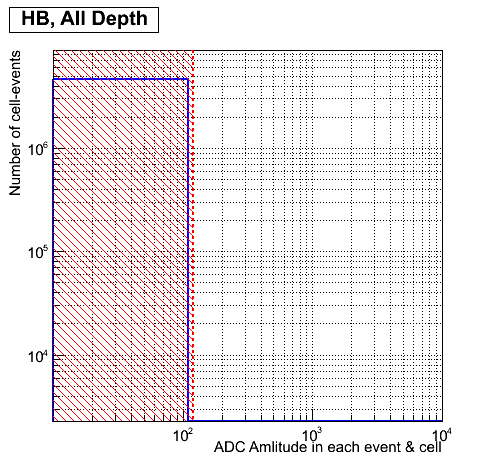 HB, All Depth
Number of cell-events
10^6
10^5
10^4
10^2
10^3
10^4
ADC Amlitude in each event & cell